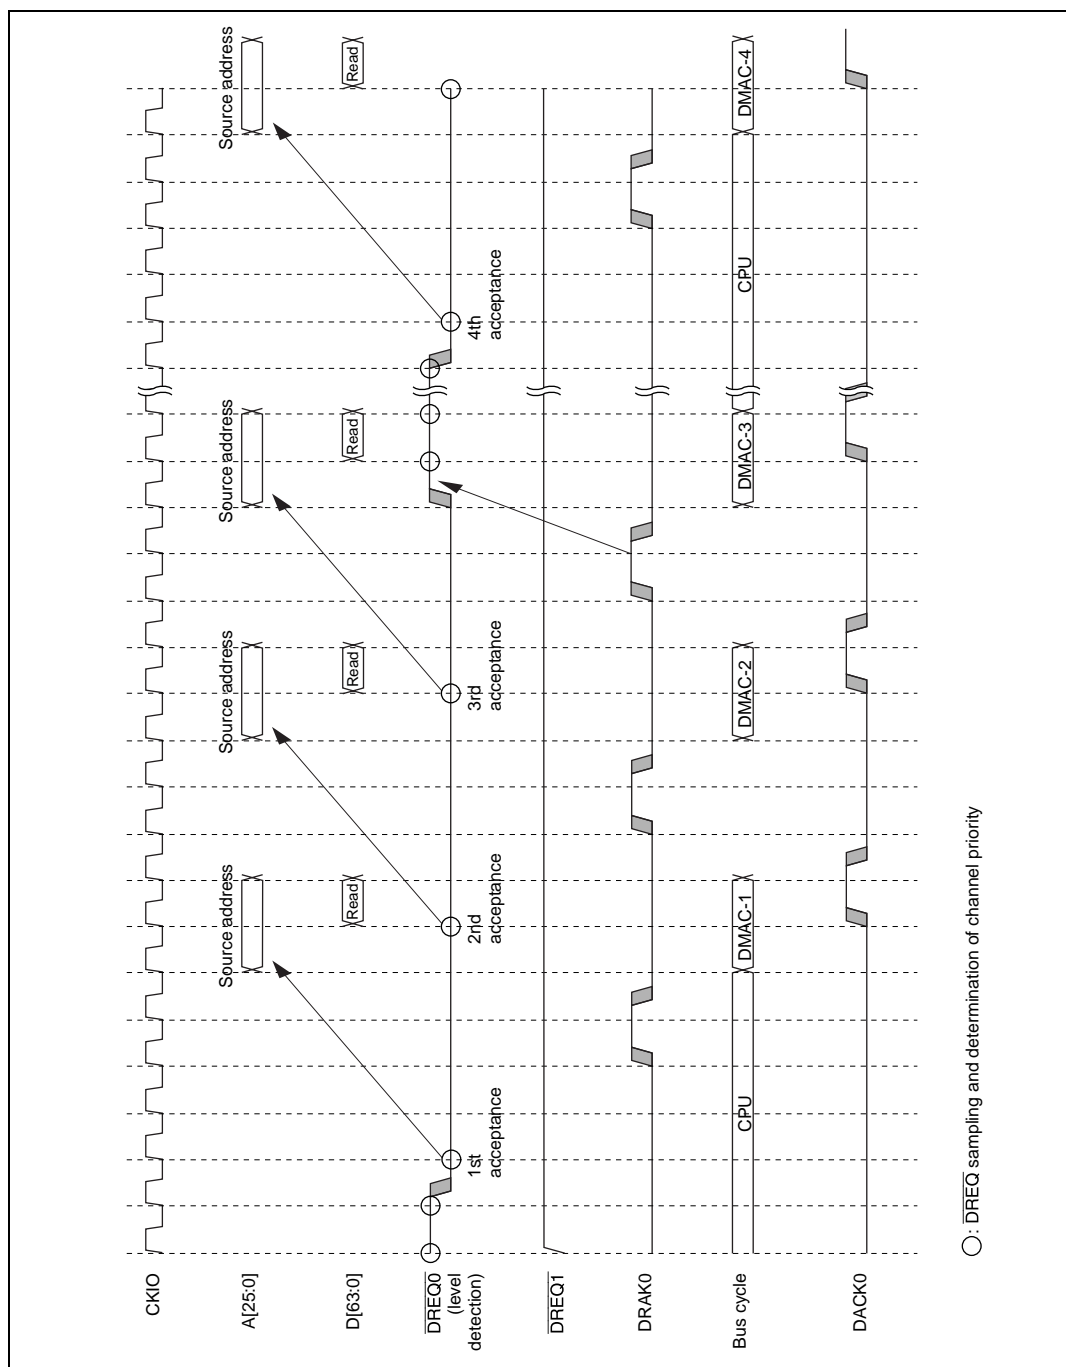 CKIO
A[25:0]
Source address
Source address
Source address
Source address
D[63:0]
Read
Read
Read
Read
DREQ0
(level
detection)
1st
acceptance
2nd
acceptance
3rd
acceptance
4th
acceptance
DREQ1
DRAK0
Bus cycle
CPU
DMAC-1
DMAC-2
DMAC-3
CPU
DMAC-4
DACK0
: DREQ sampling and determination of channel priority